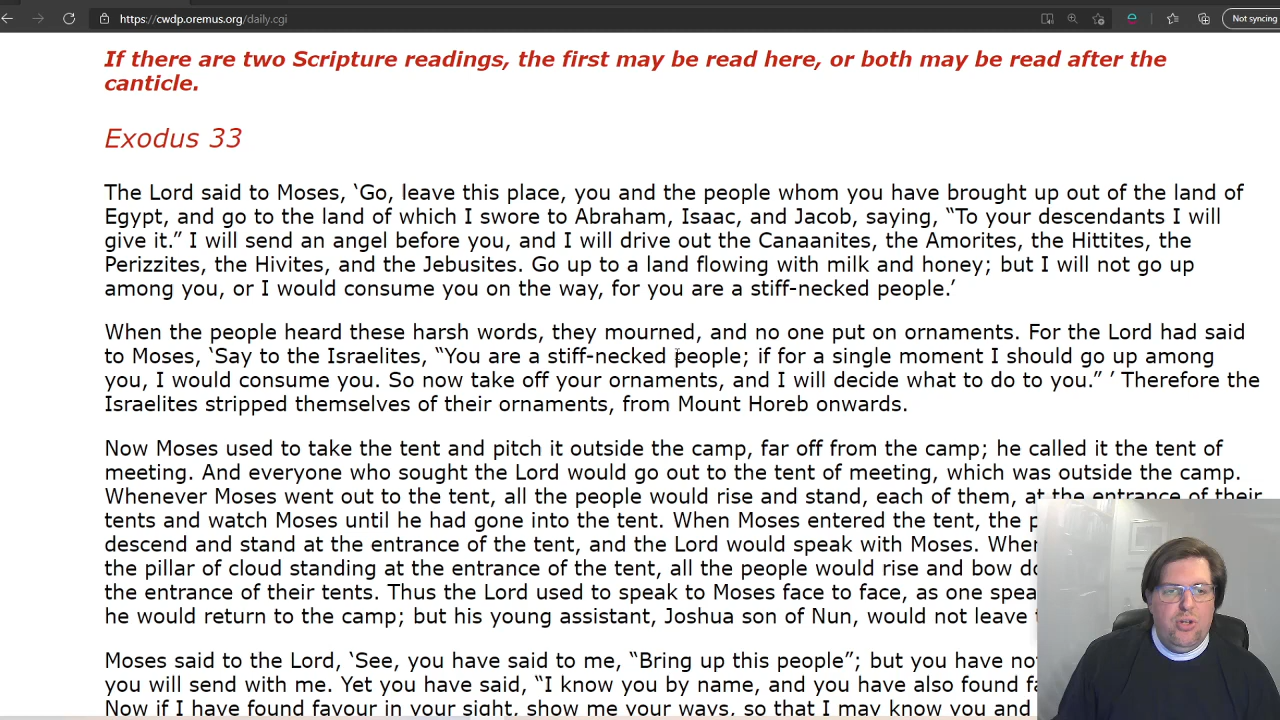 https://cwdp.oremus.org/daily.cgi
Not syncing
If there are two Scripture readings, the first may be read here, or both may be read after the
canticle.
Exodus 33
The Lord said to Moses, ‘Go, leave this place, you and the people whom you have brought up out of the land of
Egypt, and go to the land of which I swore to Abraham, Isaac, and Jacob, saying, “To your descendants I will
give it.” I will send an angel before you, and I will drive out the Canaanites, the Amorites, the Hittites, the
Perizzites, the Hivites, and the Jebusites. Go up to a land flowing with milk and honey; but I will not go up
among you, or I would consume you on the way, for you are a stiff-necked people.’
When the people heard these harsh words, they mourned, and no one put on ornaments. For the Lord had said
to Moses, ‘Say to the Israelites, “You are a stiff-necked people; if for a single moment I should go up among
you, I would consume you. So now take off your ornaments, and I will decide what to do to you.” ’ Therefore the
Israelites stripped themselves of their ornaments, from Mount Horeb onwards.
Now Moses used to take the tent and pitch it outside the camp, far off from the camp; he called it the tent of
meeting. And everyone who sought the Lord would go out to the tent of meeting, which was outside the camp.
Whenever Moses went out to the tent, all the people would rise and stand, each of them, at the entrance of their
tents and watch Moses until he had gone into the tent. When Moses entered the tent, the
descend and stand at the entrance of the tent, and the Lord would speak with Moses.
the pillar of cloud standing at the entrance of the tent, all the people would rise and bow
the entrance of their tents. Thus the Lord used to speak to Moses face to face, as one
he would return to the camp; but his young assistant, Joshua son of Nun, would not leave
Moses said to the Lord, ‘See, you have said to me, “Bring up this people”; but you have
you will send with me. Yet you have said, “I know you by name, and you have also found
Now if I have found favour in your sight, show me your ways, so that I may know you and